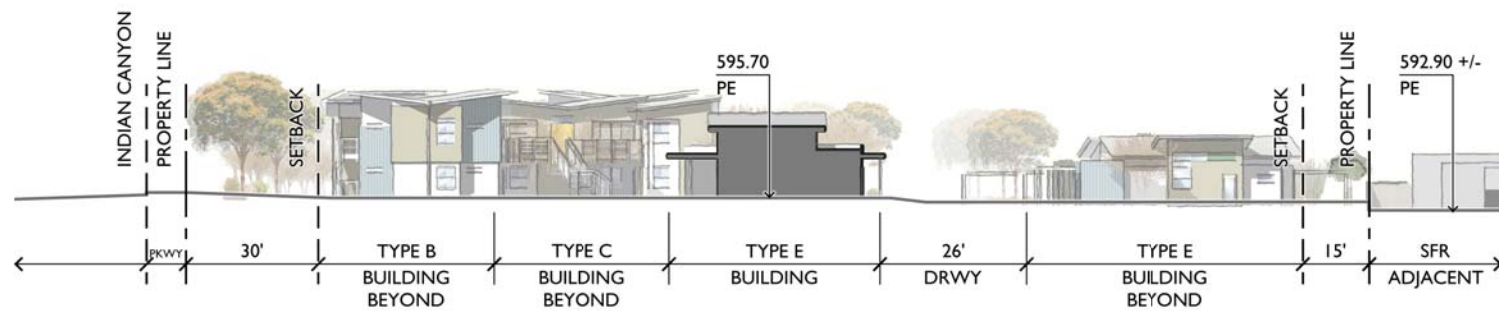 INDIAN CANYON
PROPERTY LINE
SETBACK
595.70
PE
SETBACK
PROPERTY LINE
592.90 +/-
PE
PKWY
30'
TYPE B
BUILDING
BEYOND
TYPE C
BUILDING
BEYOND
TYPE E
BUILDING
26'
DRWY
TYPE E
BUILDING
BEYOND
15'
SFR
ADJACENT